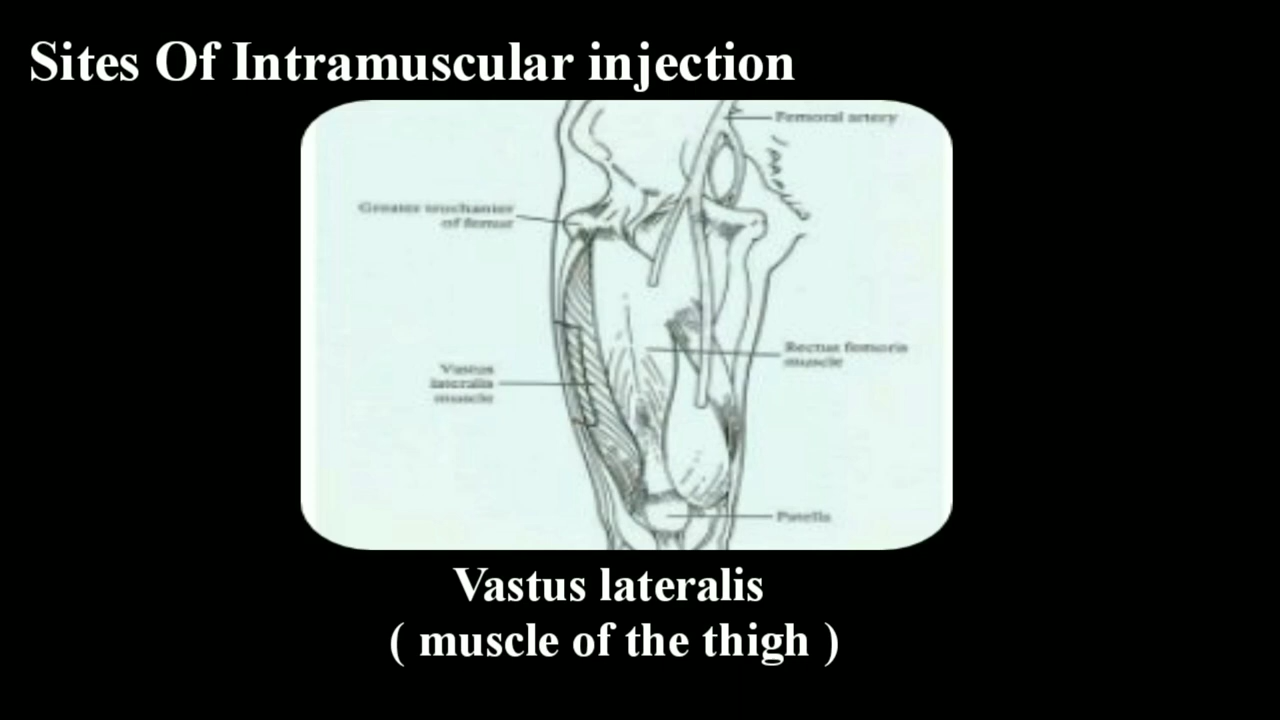 Sites Of Intramuscular injection
Femoral artery
Greater trochanter
of femur
Rectus femoris
muscle
Vastus
lateralis
muscle
Patella
Vastus lateralis
( muscle of the thigh )